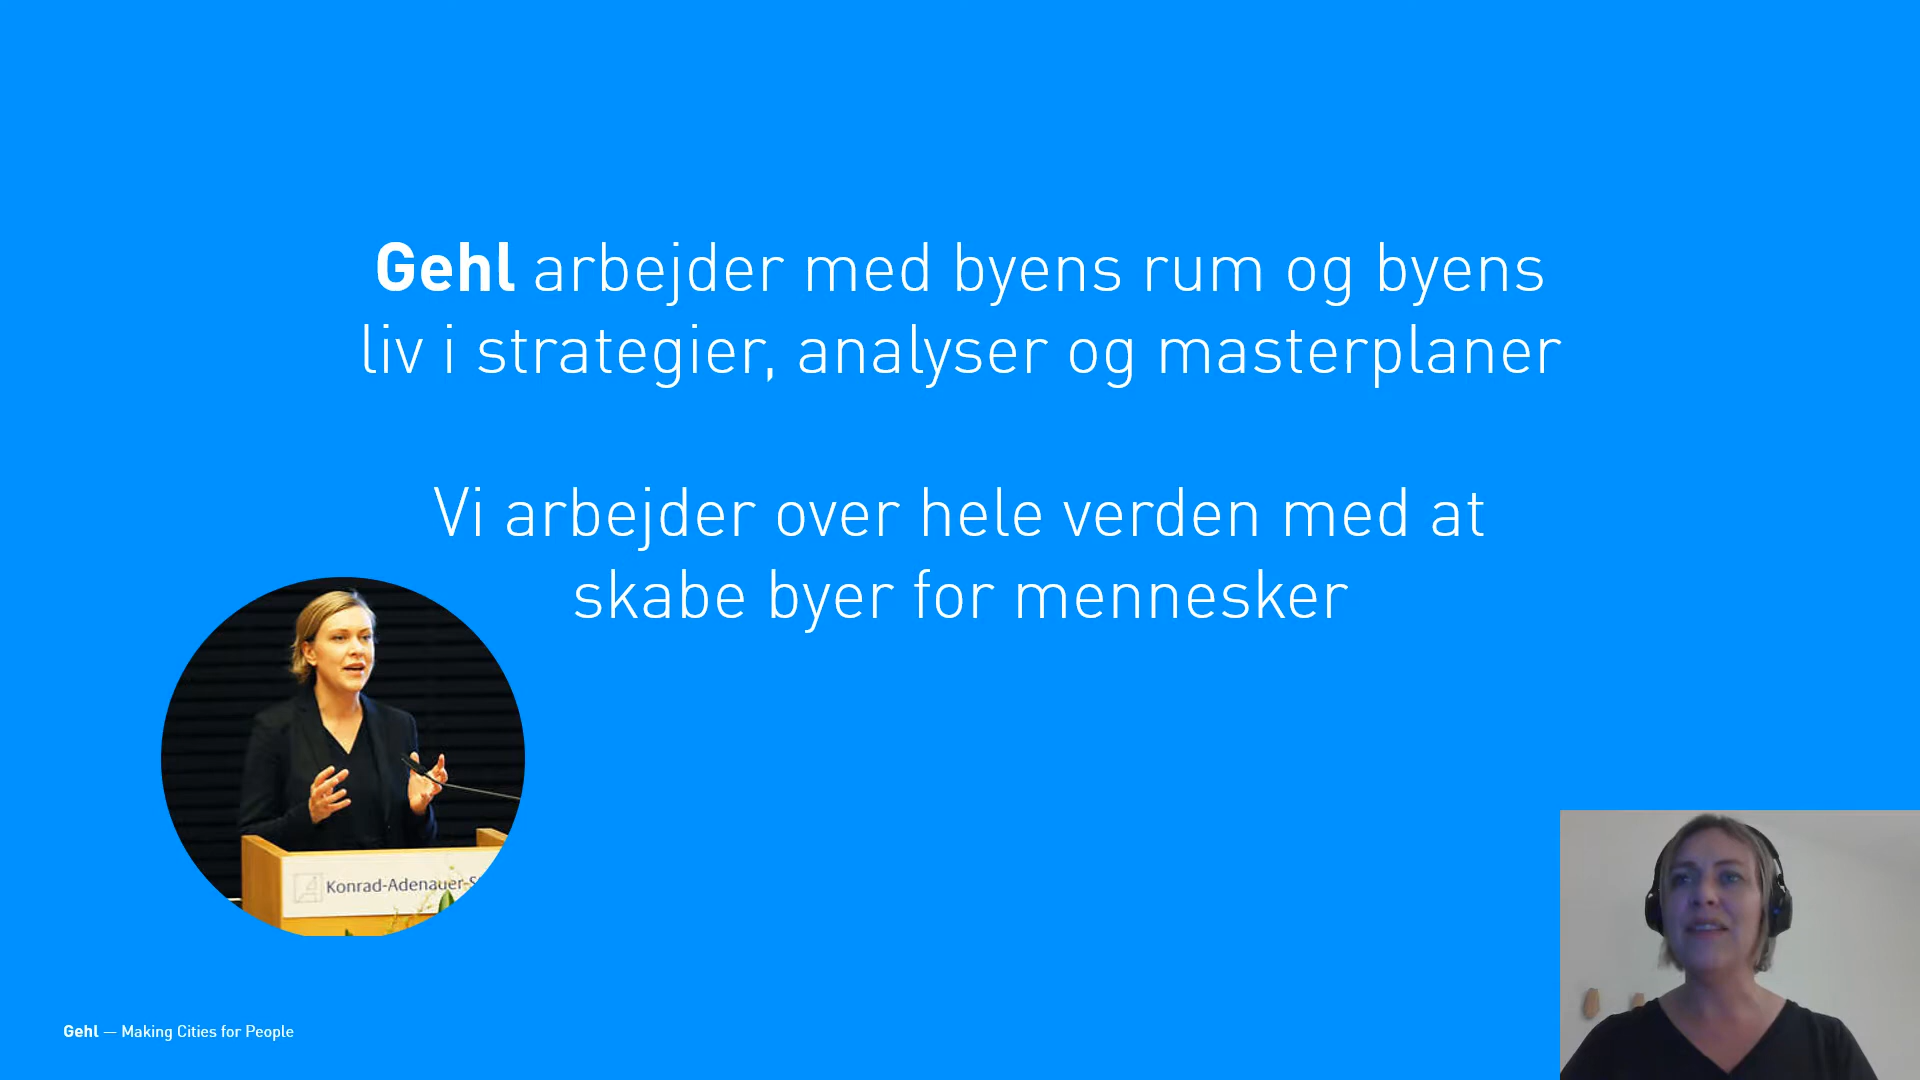 Gehl arbejder med byens rum og byens
liv i strategier, analyser og masterplaner
Vi arbejder over hele verden med at
skabe byer for mennesker
Konrad-Adenauer-S
Gehl — Making Cities for People